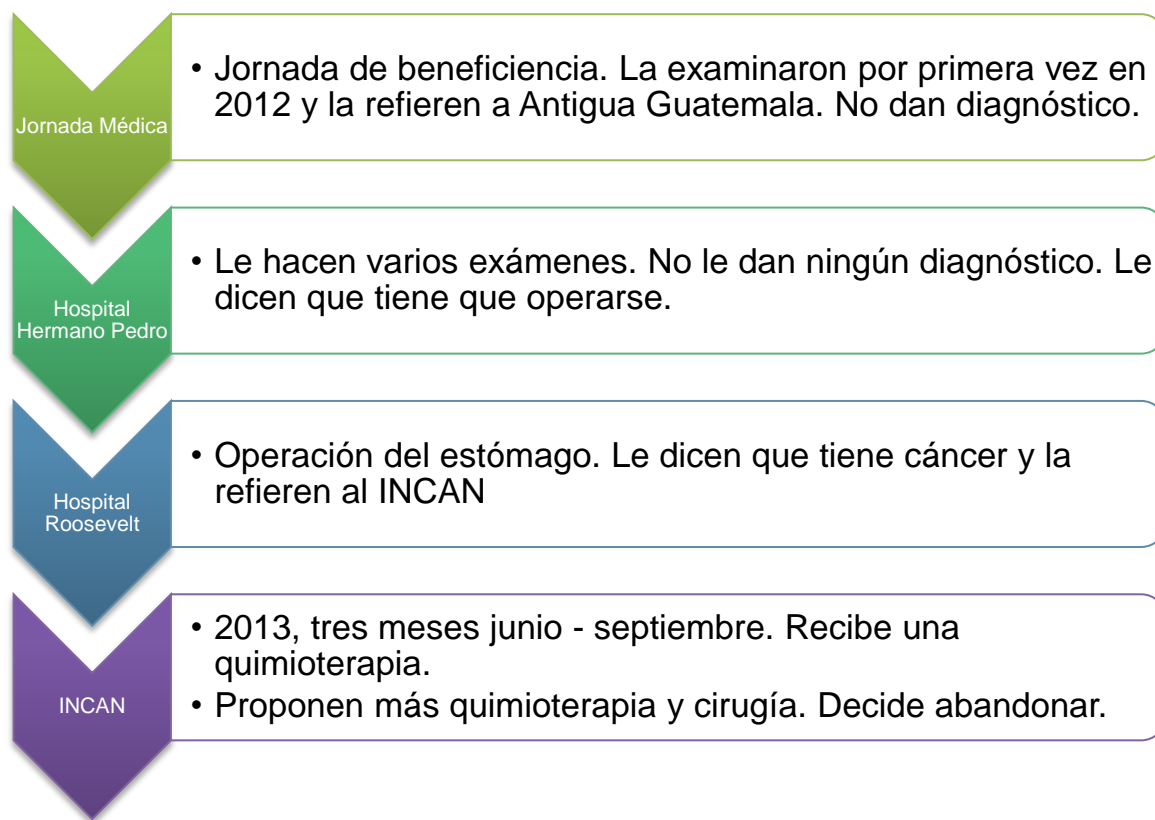 Jornada Médica
• Jornada de beneficiencia. La examinaron por primera vez en
2012 y la refieren a Antigua Guatemala. No dan diagnóstico.
Hospital
Hermano Pedro
• Le hacen varios exámenes. No le dan ningún diagnóstico. Le
dicen que tiene que operarse.
Hospital
Roosevelt
• Operación del estómago. Le dicen que tiene cáncer y la
refieren al INCAN
INCAN
• 2013, tres meses junio - septiembre. Recibe una
quimioterapia.
• Proponen más quimioterapia y cirugía. Decide abandonar.